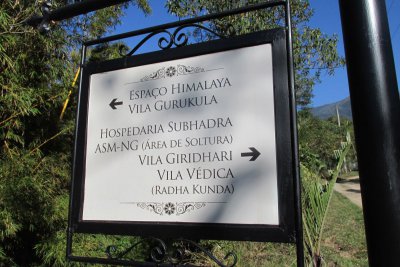 Espaço Himalaya
Vila Gurukula
Hospedaria Subhadra
ASM-NG (Área de Soltura)
Vila Giridhari
Vila Védica
(Radha Kunda)